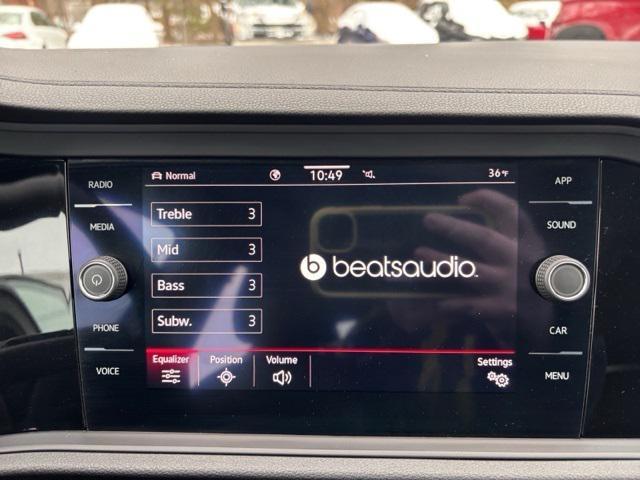 RADIO
MEDIA
PHONE
VOICE
Normal
10:49
36°F
Treble 3
Mid 3
Bass 3
Subw. 3
b beatsaudio.
Equalizer
Position
Volume
Settings
APP
SOUND
CAR
MENU